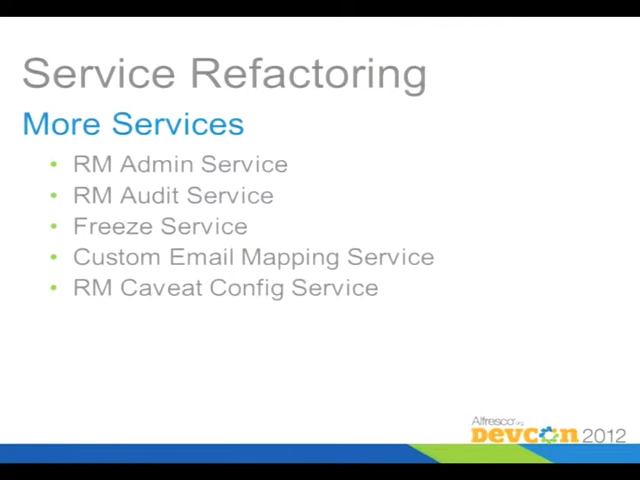 Service Refactoring
More Services
• RM Admin Service
• RM Audit Service
• Freeze Service
• Custom Email Mapping Service
• RM Caveat Config Service
Alfresco.org
DevCon 2012